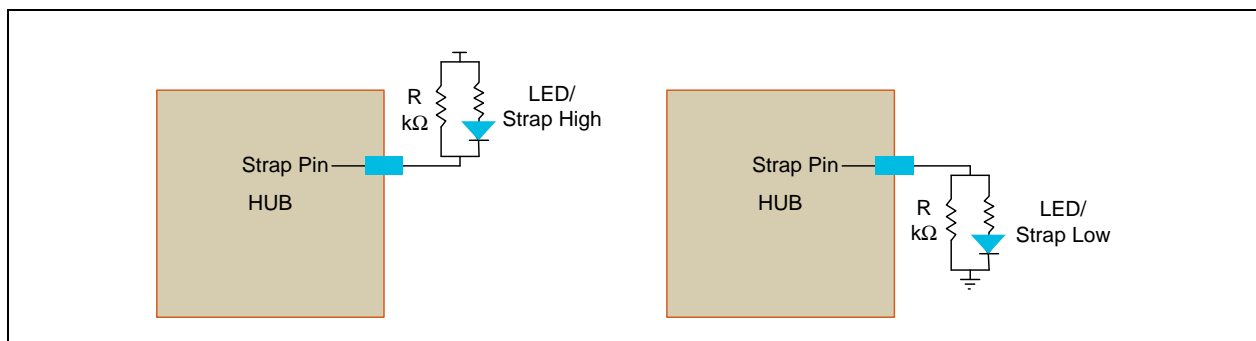 R
kΩ
LED/
Strap High
Strap Pin
HUB
Strap Pin
HUB
R
kΩ
LED/
Strap Low